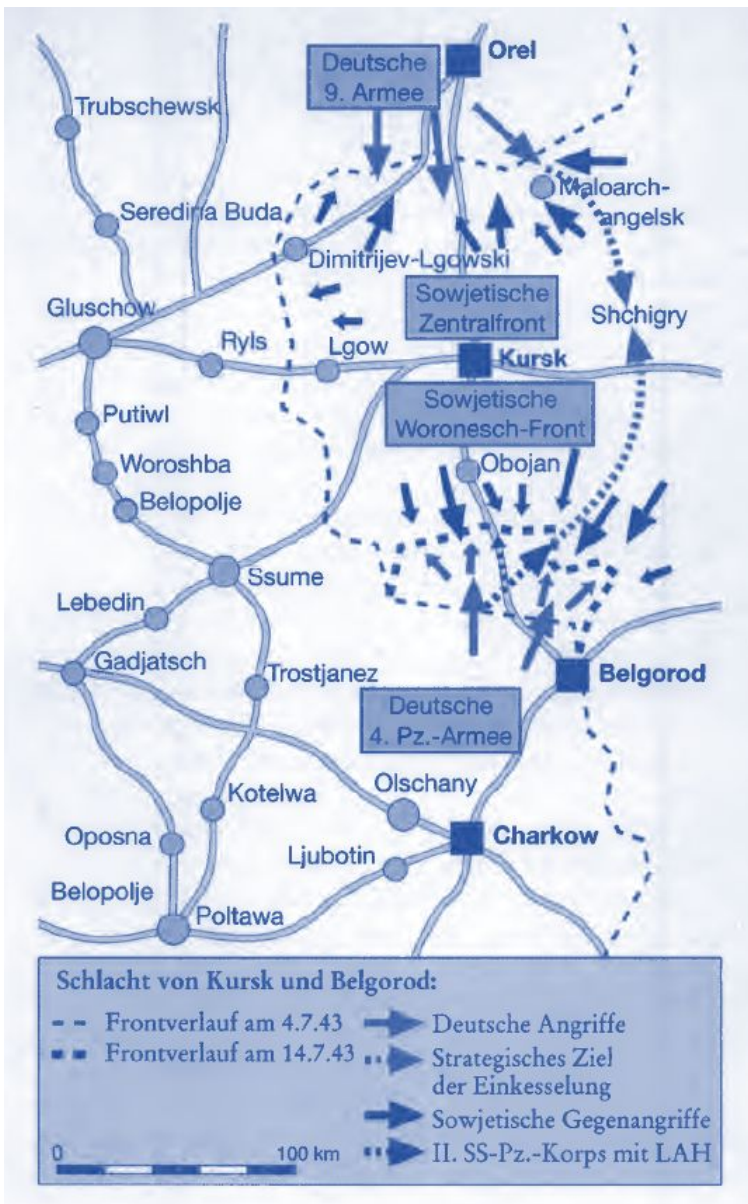 Deutsche
9. Armee
Orel
Trubschewsk
Maloarch-
angelsk
Seredina Buda
Dimitrijev-Lgowski
Sowjetische
Zentralfront
Shchigry
Gluschow
Ryls
Lgow
Kursk
Sowjetische
Woronesch-Front
Putiwl
Woroshba
Obojan
Belopolje
Ssume
Lebedin
Gadjatsch
Trostjanez
Belgorod
Deutsche
4. Pz.-Armee
Olschany
Kotelwa
Oposna
Charkow
Ljubotin
Belopolje
Poltawa
Schlacht von Kursk und Belgorod:
Frontverlauf am 4.7.43
Frontverlauf am 14.7.43
Deutsche Angriffe
Strategisches Ziel
der Einkesselung
Sowjetische Gegenangriffe
II. SS-Pz.-Korps mit LAH
0 100 km